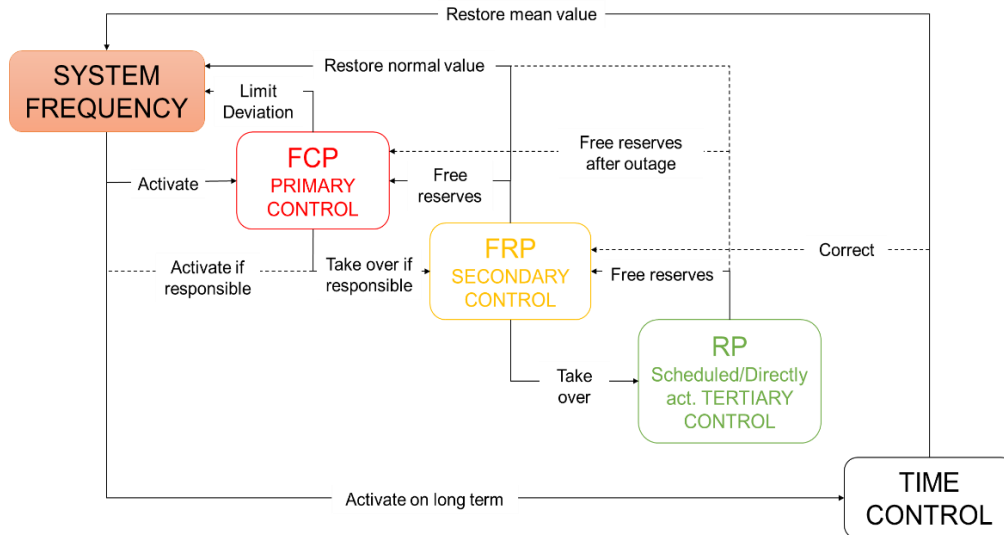 Restore mean value
SYSTEM
FREQUENCY
Restore normal value
Limit
Deviation
FCP
PRIMARY
CONTROL
Free reserves
after outage
Activate
Free
reserves
FRP
SECONDARY
CONTROL
Correct
Activate if
responsible
Take over if
responsible
Free reserves
RP
Scheduled/Directly
act. TERTIARY
CONTROL
Take
over
TIME
CONTROL
Activate on long term